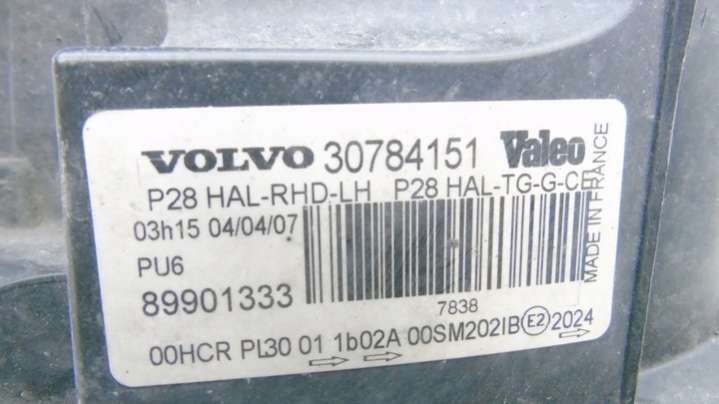 VOLVO 30784151 Valeo
P28 HAL-RHD-LH P28 HAL-TG-G-CH
MADE IN FRANCE
03h15 04/04/07
PU6
89901333
7838
00HCR PL30 01 1b02A 00SM202IB E2 2024